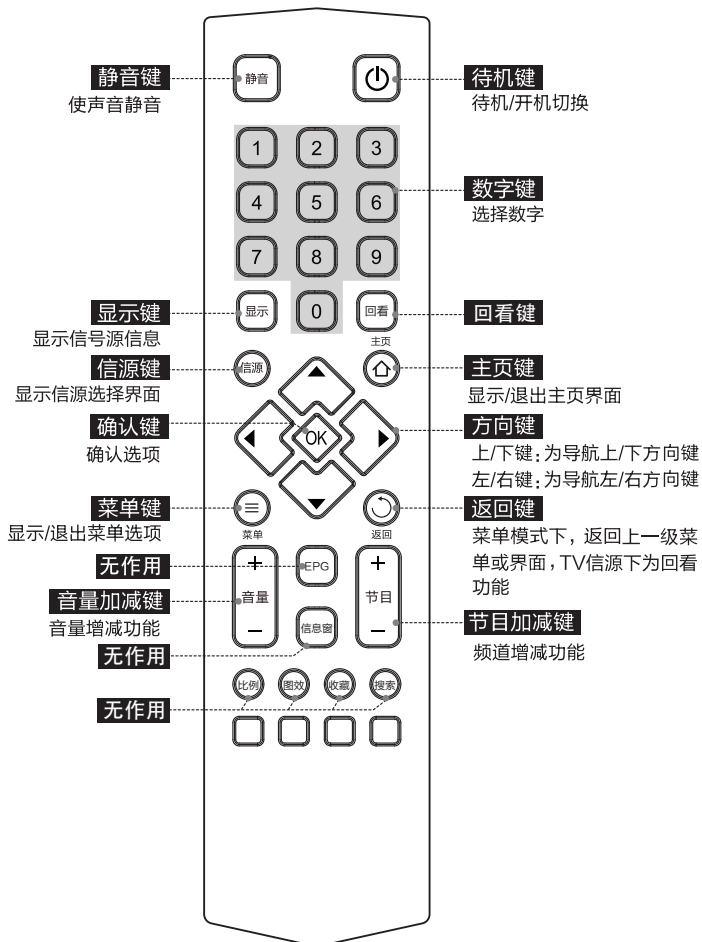 静音键
使声音静音
静音
待机键
待机/开机切换
1
2
3
4
5
6
数字键
选择数字
7
8
9
显示键
显示信号源信息
显示
0
回看
回看键
信源键
显示信源选择界面
信源
主页
主页键
显示/退出主页界面
确认键
确认选项
OK
方向键
上/下键:为导航上/下方向键
左/右键:为导航左/右方向键
菜单键
显示/退出菜单选项
菜单
返回
返回键
菜单模式下,返回上一级菜
单或界面,TV信源下为回看
功能
无作用
EPG
音量加减键
音量增减功能
+
音量
−
+
节目
−
节目加减键
频道增减功能
无作用
信息窗
比例
图效
收藏
搜索
无作用